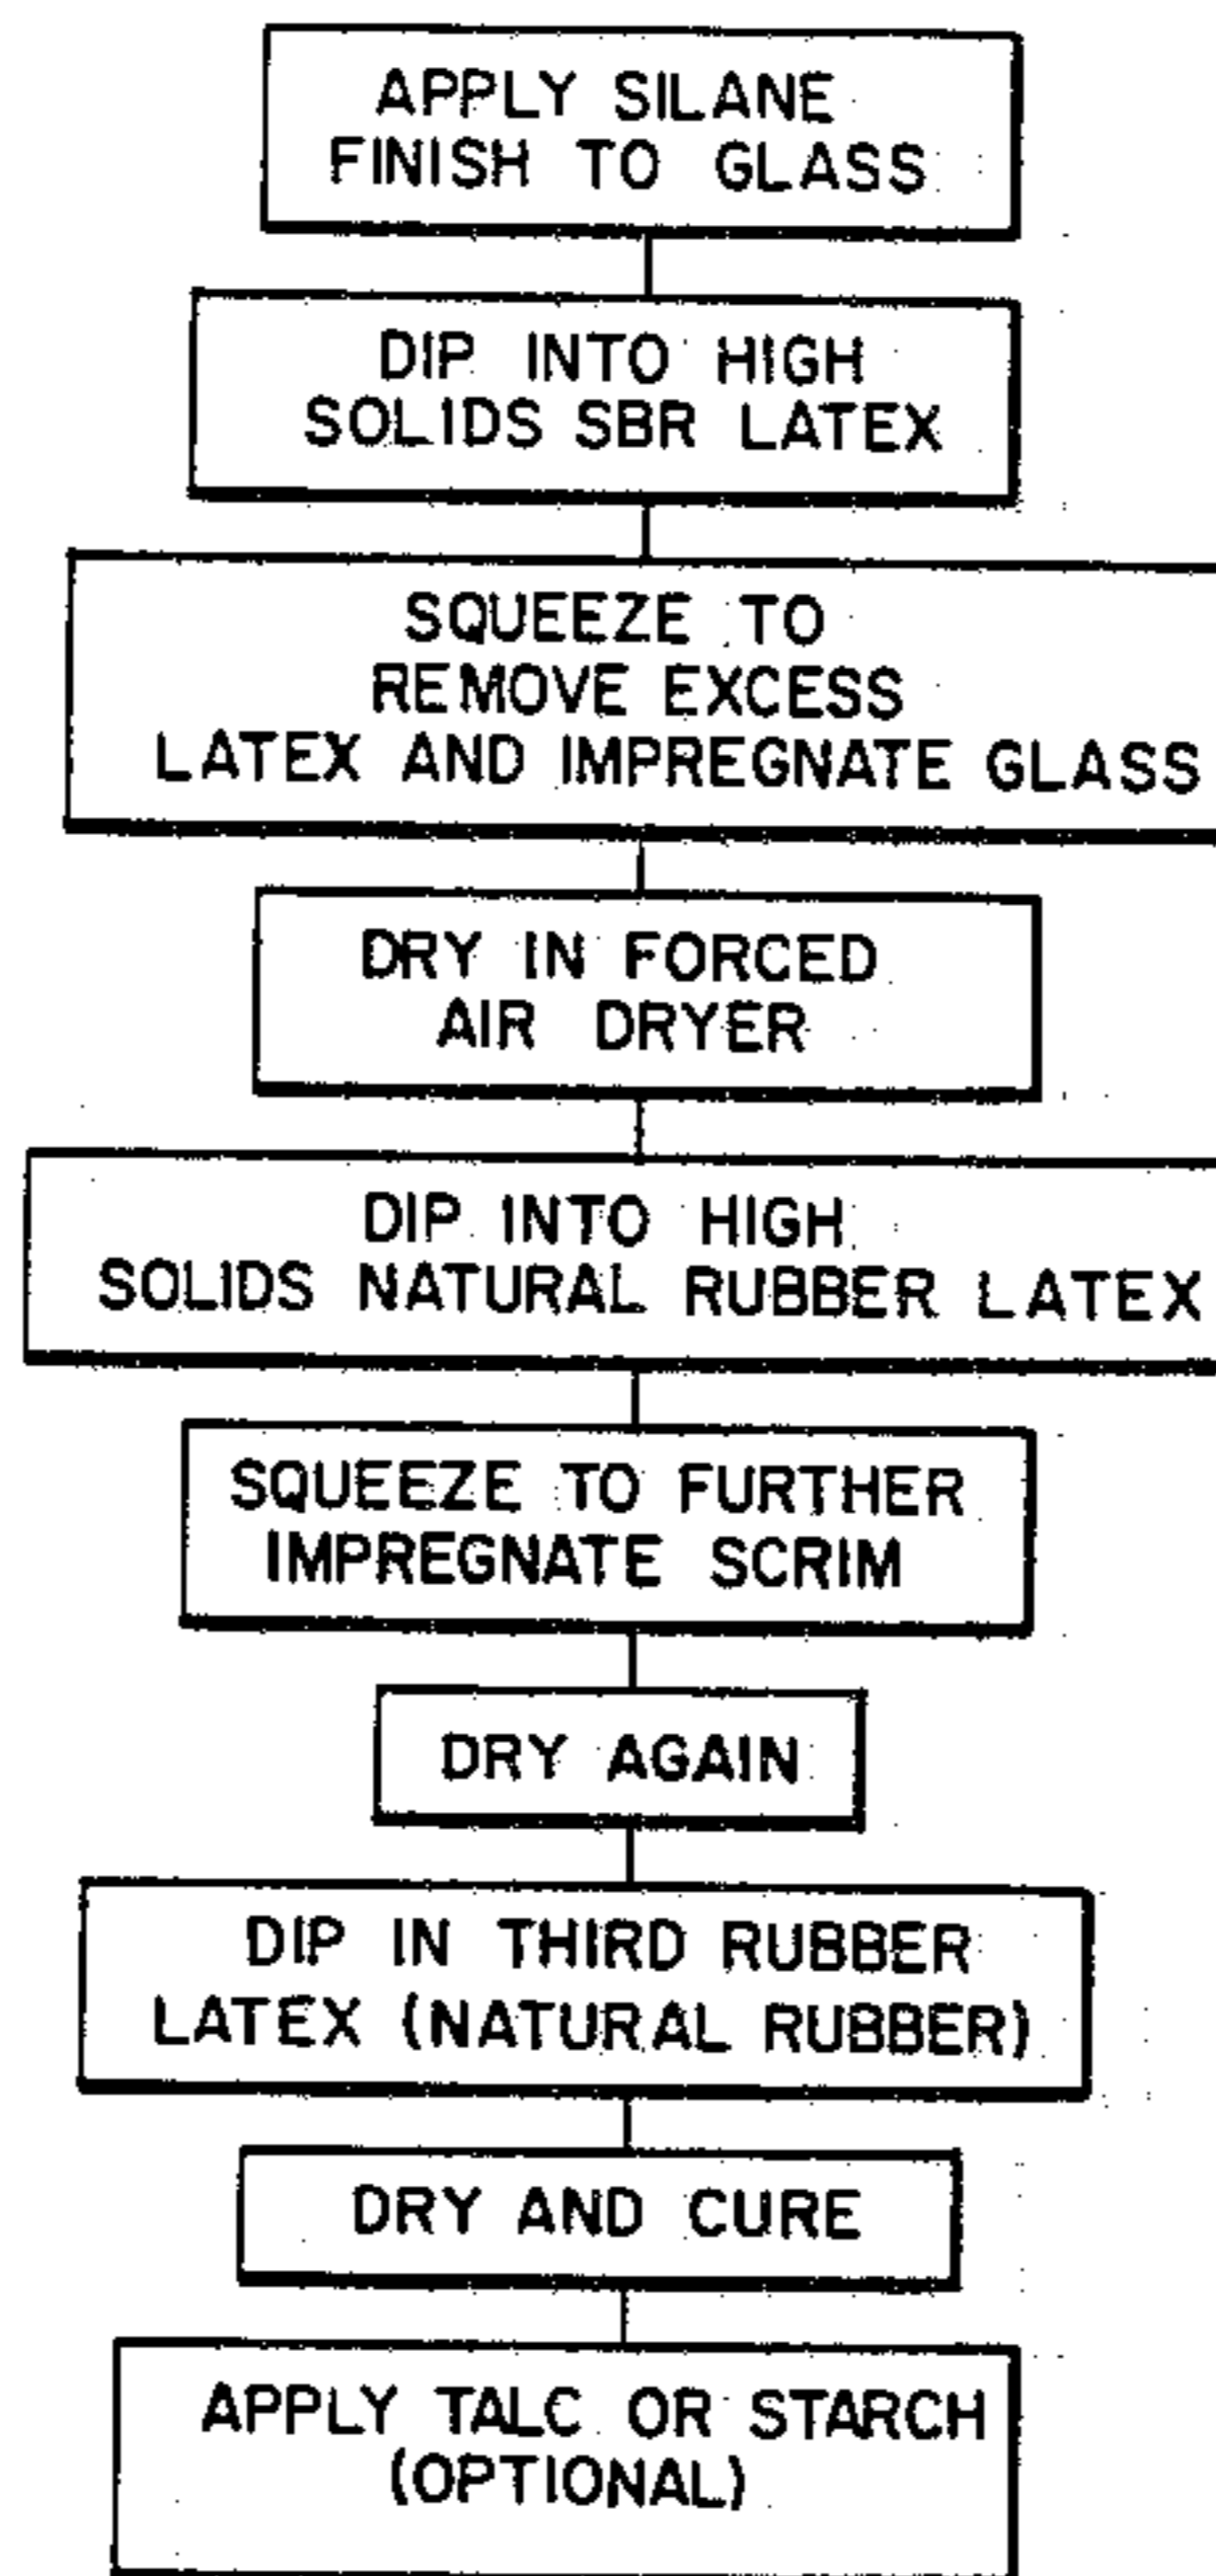 APPLY SILANE
FINISH TO GLASS
DIP INTO HIGH
SOLIDS SBR LATEX
SQUEEZE TO
REMOVE EXCESS
LATEX AND IMPREGNATE GLASS
DRY IN FORCED
AIR DRYER
DIP INTO HIGH
SOLIDS NATURAL RUBBER LATEX
SQUEEZE TO FURTHER
IMPREGNATE SCRIM
DRY AGAIN
DIP IN THIRD RUBBER
LATEX (NATURAL RUBBER)
DRY AND CURE
APPLY TALC OR STARCH
(OPTIONAL)